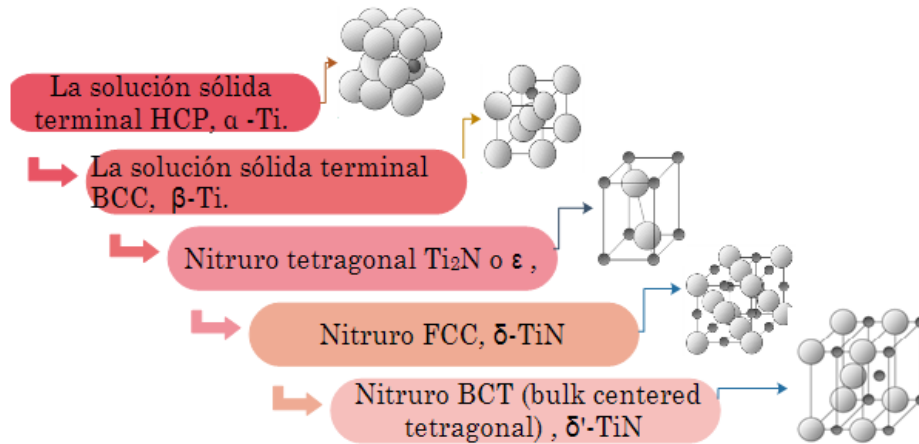 La solución sólida
terminal HCP, α -Ti.
La solución sólida terminal
BCC, β-Ti.
Nitruro tetragonal Ti₂N o ε ,
Nitruro FCC, δ-TiN
Nitruro BCT (bulk centered
tetragonal) , δ'-TiN